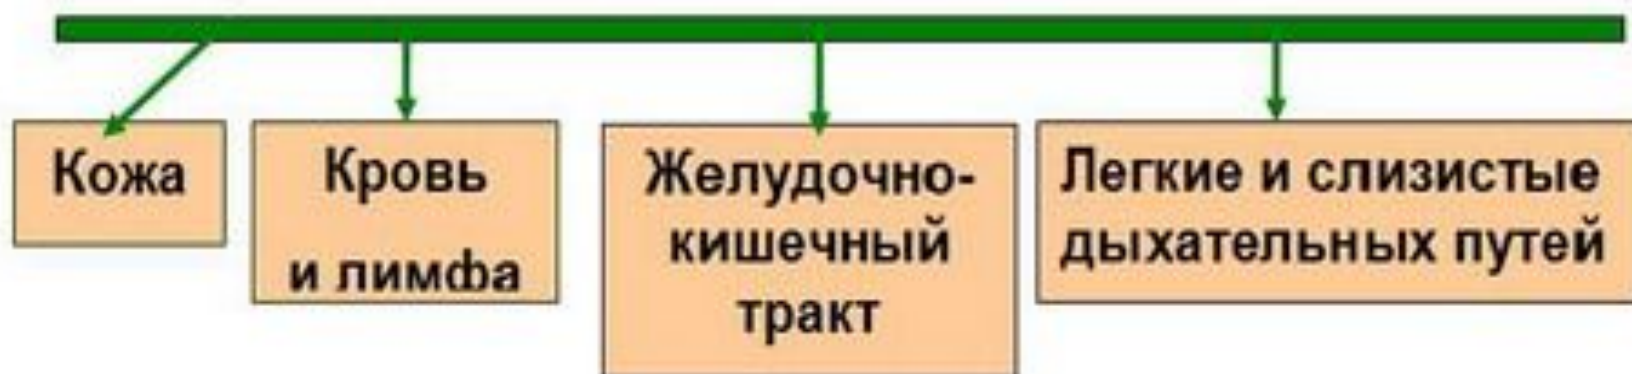 Кожа
Кровь
и лимфа
Желудочно-
кишечный
тракт
Легкие и слизистые
дыхательных путей